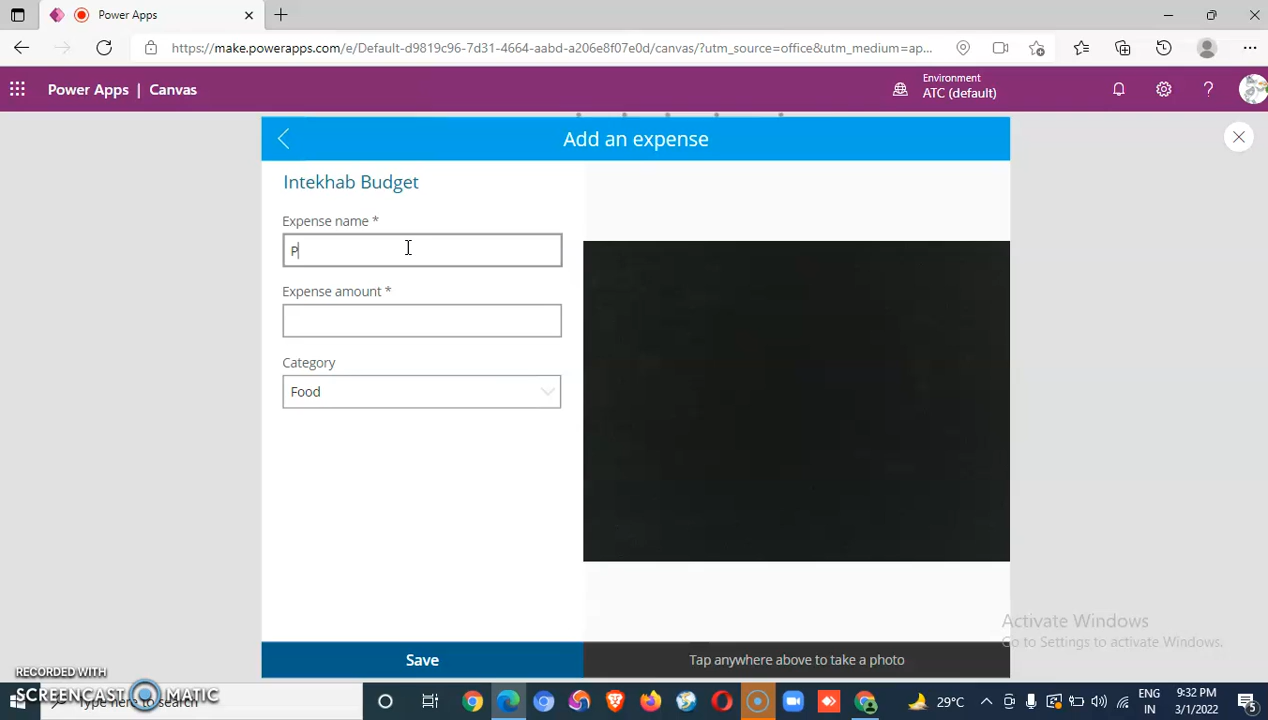 Power Apps
https://make.powerapps.com/e/Default-d9819c96-7d31-4664-aabd-a206e8f07e0d/canvas/?utm_source=office&utm_medium=ap...
Power Apps | Canvas
Environment
ATC (default)
Add an expense
Intekhab Budget
Expense name *
P
Expense amount *
Category
Food
Save
Tap anywhere above to take a photo
Activate Windows
Go to Settings to activate Windows.
RECORDED WITH
SCREENCAST MATIC
Type here to search
29°C
ENG
IN
9:32 PM
3/1/2022
5